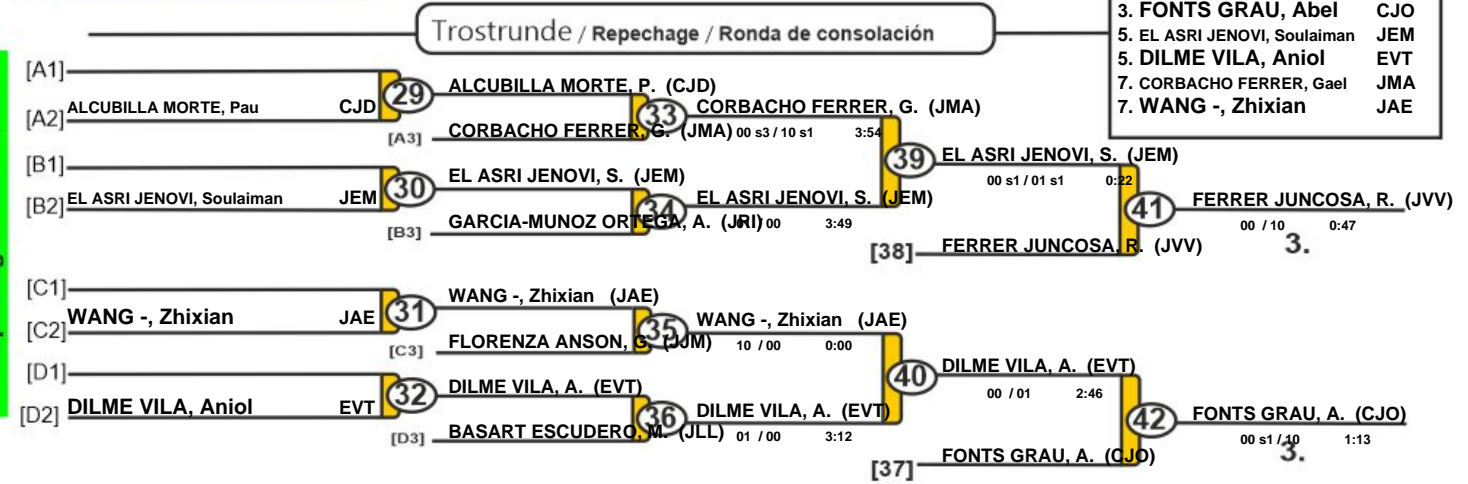 3. FONTS GRAU, Abel CJO
Trostrunde / Repechage / Ronda de consolación
5. EL ASRI JENOVI, Soulaiman JEM
5. DILME VILA, Aniol EVT
7. CORBACHO FERRER, Gael JMA
7. WANG -, Zhixian JAE
[A1]
ALCUBILLA MORTE, P. (CJD)
29
[A2] ALCUBILLA MORTE, Pau CJD
33
CORBACHO FERRER, G. (JMA)
[A3] CORBACHO FERRER, G. (JMA)
00 s3 / 10 s1 3:54
[B1]
39
EL ASRI JENOVI, S. (JEM)
30
EL ASRI JENOVI, S. (JEM)
00 s1 / 01 s1 0:22
[B2] EL ASRI JENOVI, Soulaiman JEM
34
EL ASRI JENOVI, S. (JEM)
41
FERRER JUNCOSA, R. (JVV)
[B3] GARCIA-MUNOZ ORTEGA, A. (JRI)
/ 00 3:49
00 / 10 0:47
[38] FERRER JUNCOSA, R. (JVV)
3.
[C1]
WANG -, Zhixian (JAE)
31
[C2] WANG -, Zhixian JAE
35
WANG -, Zhixian (JAE)
[C3] FLORENZA ANSON, G. (JJM)
10 / 00 0:00
[D1]
40
DILME VILA, A. (EVT)
32
DILME VILA, A. (EVT)
00 / 01 2:46
[D2] DILME VILA, Aniol EVT
36
DILME VILA, A. (EVT)
42
FONTS GRAU, A. (CJO)
[D3] BASART ESCUDERO, M. (JLL)
01 / 00 3:12
00 s1 / 10 1:13
[37] FONTS GRAU, A. (CJO)
3.